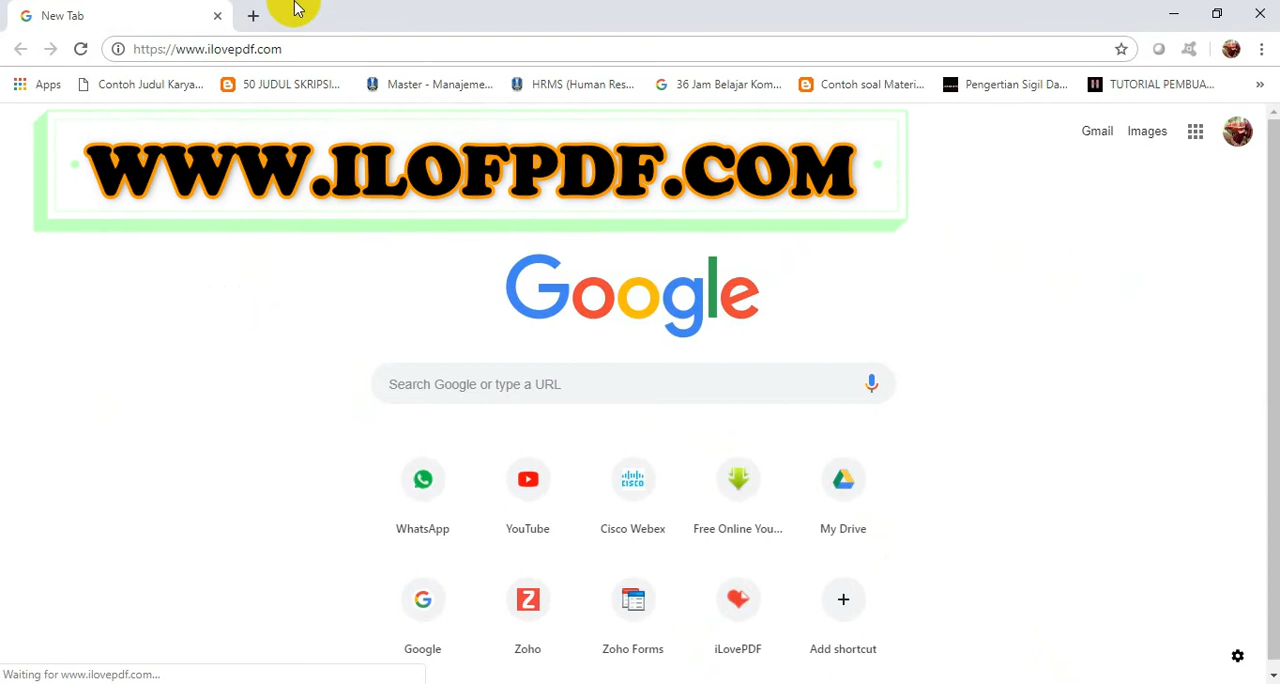 New Tab
https://www.ilovepdf.com
Apps Contoh Judul Karya... 50 JUDUL SKRIPSI... Master - Manajeme... HRMS (Human Res... 36 Jam Belajar Kom... Contoh soal Materi... Pengertian Sigil Da... TUTORIAL PEMBUA... »
WWW.ILOFPDF.COM
Gmail Images
Google
Search Google or type a URL
CISCO
WhatsApp YouTube Cisco Webex Free Online You... My Drive
Google Zoho Zoho Forms iLovePDF Add shortcut
Waiting for www.ilovepdf.com...